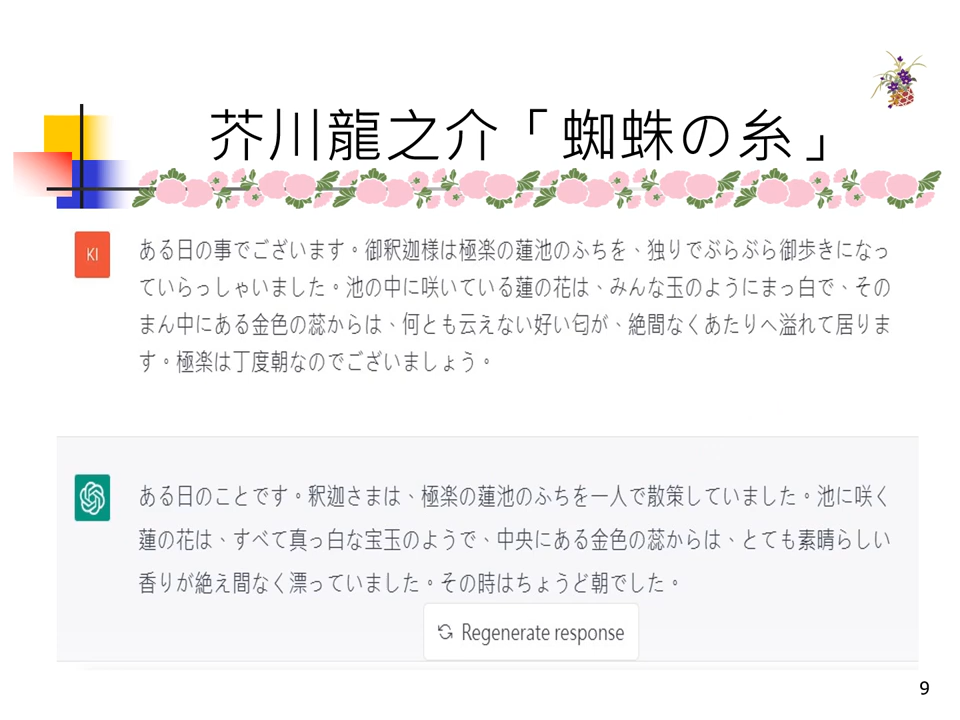 芥川龍之介「蜘蛛の糸」
KI
ある日の事でございます。御釈迦様は極楽の蓮池のふちを、独りでぶらぶら御歩きになっ
ていらっしゃいました。池の中に咲いている蓮の花は、みんな玉のようにまっ白で、その
まん中にある金色の蕊からは、何とも云えない好い匂が、絶間なくあたりへ溢れて居りま
す。極楽は丁度朝なのでございましょう。
ある日のことです。釈迦さまは、極楽の蓮池のふちを一人で散策していました。池に咲く
蓮の花は、すべて真っ白な宝玉のようで、中央にある金色の蕊からは、とても素晴らしい
香りが絶え間なく漂っていました。その時はちょうど朝でした。
Regenerate response
9